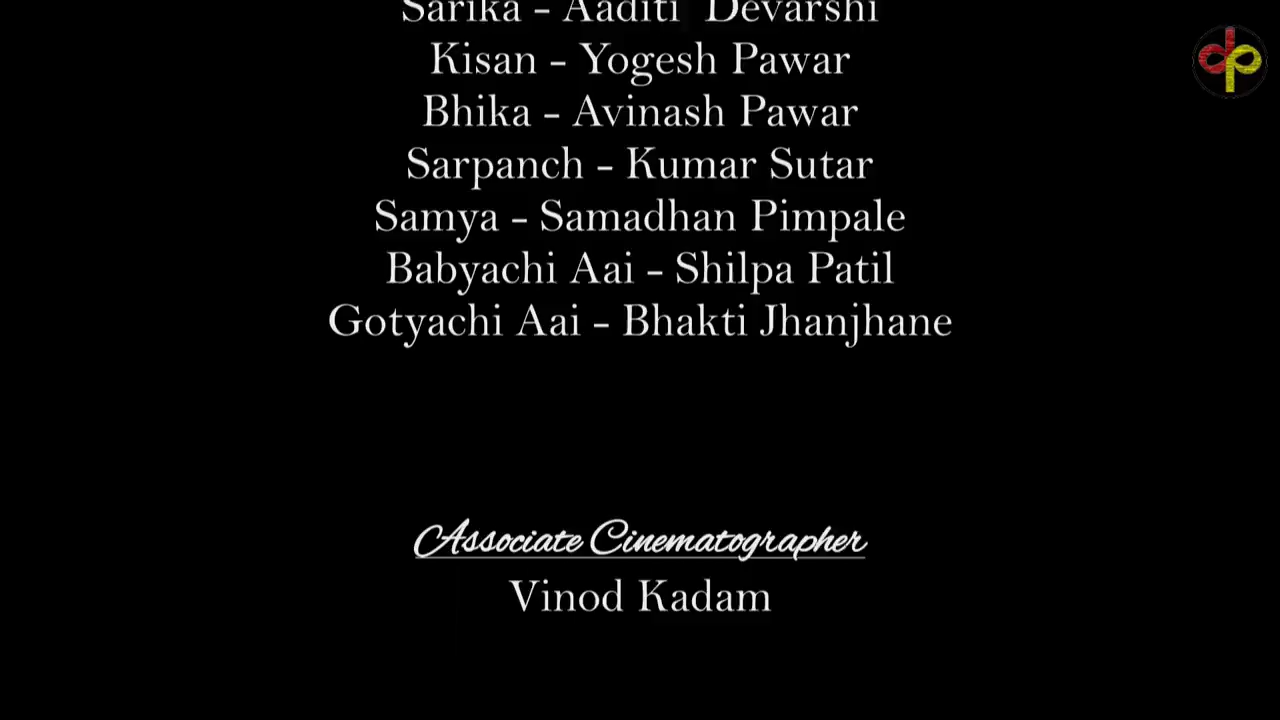 Sarika - Aaditi Devarshi
Kisan - Yogesh Pawar
Bhika - Avinash Pawar
Sarpanch - Kumar Sutar
Samya - Samadhan Pimpale
Babyachi Aai - Shilpa Patil
Gotyachi Aai - Bhakti Jhanjhane
Associate Cinematographer
Vinod Kadam
dp